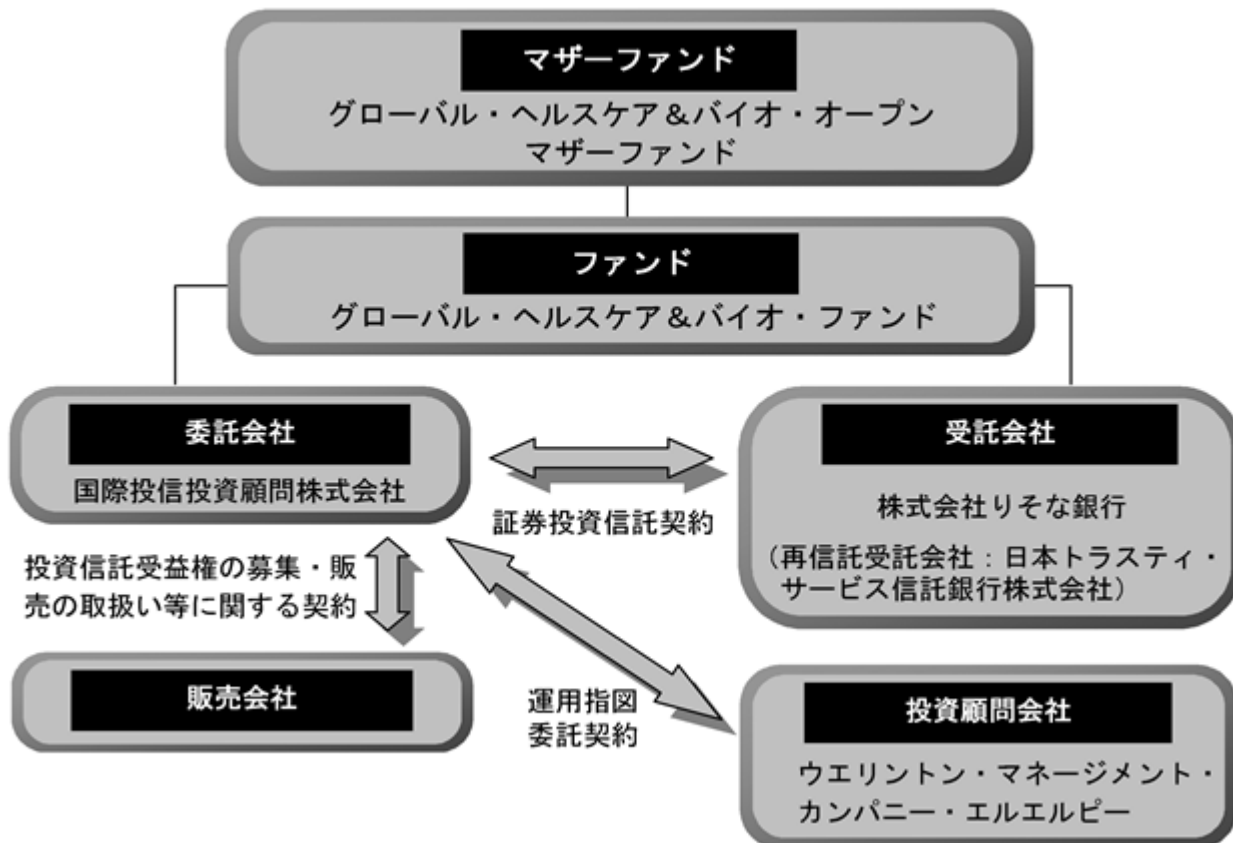 マザーファンド
グローバル・ヘルスケア&バイオ・オープン
マザーファンド
ファンド
グローバル・ヘルスケア&バイオ・ファンド
委託会社
国際投信投資顧問株式会社
証券投資信託契約
受託会社
株式会社りそな銀行
（再信託受託会社：日本トラスティ・
サービス信託銀行株式会社）
投資信託受益権の募集・販
売の取扱い等に関する契約
販売会社
運用指図
委託契約
投資顧問会社
ウエリントン・マネージメント・
カンパニー・エルエルピー